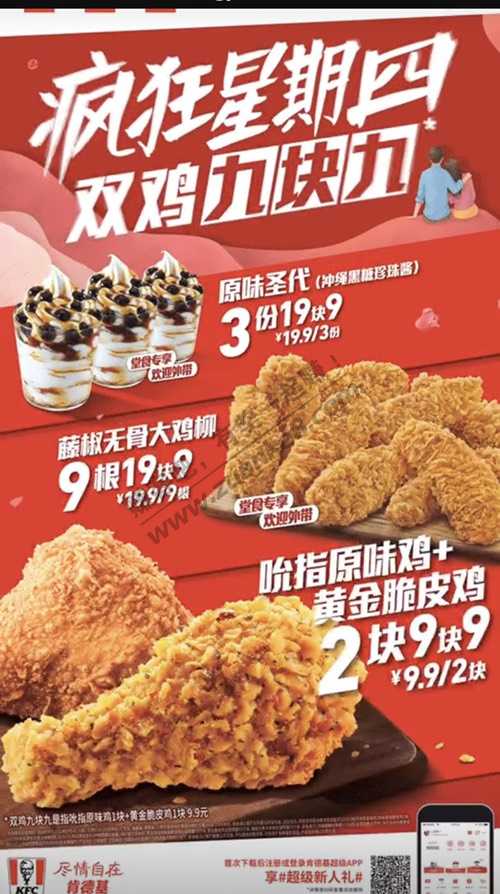 疯狂星期四
双鸡九块九
原味圣代（冲绳黑糖珍珠酱）
3份19块9
¥19.9/3份
堂食专享
欢迎外带
藤椒无骨大鸡柳
9根19块9
¥19.9/9根
堂食专享
欢迎外带
吮指原味鸡+
黄金脆皮鸡
2块9块9
¥9.9/2块
*双鸡九块九是指吮指原味鸡1块+黄金脆皮鸡1块 9.9元
KFC
尽情自在
肯德基
首次下载后注册或登录肯德基超级APP
享#超级新人礼#